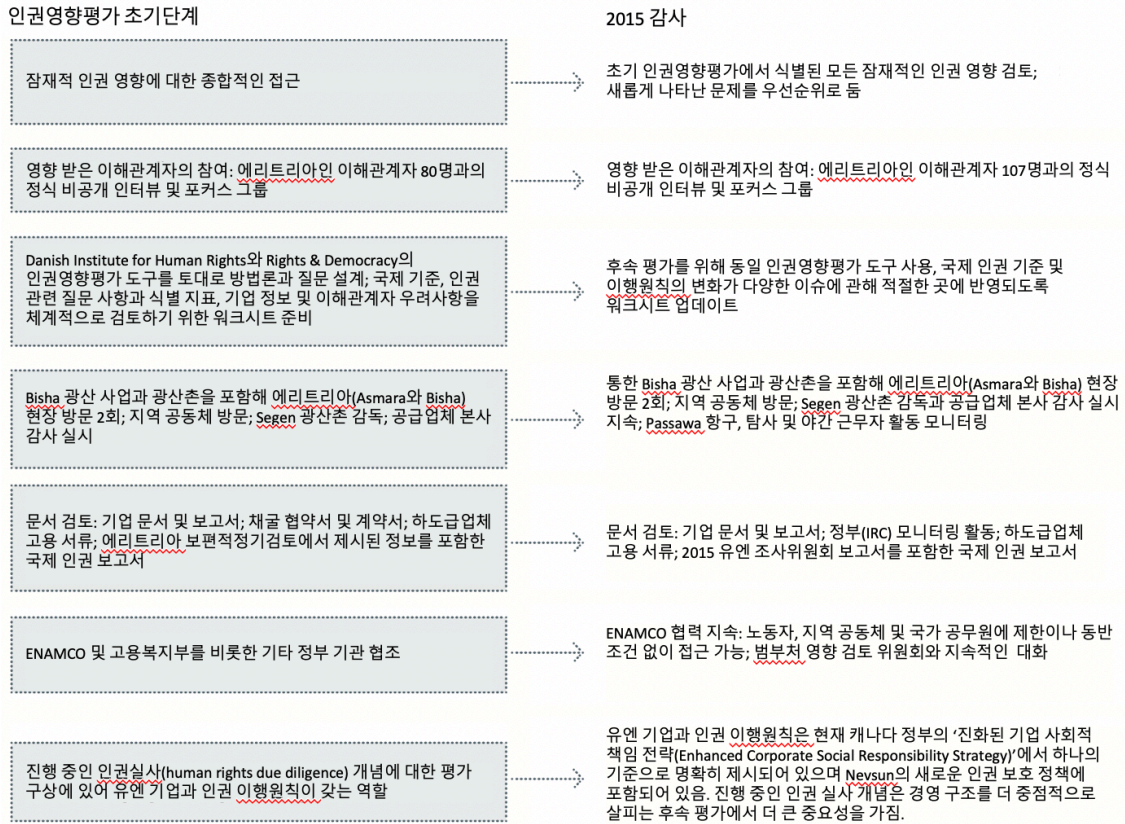 인권영향평가 초기단계
2015 감사
잠재적 인권 영향에 대한 종합적인 접근
초기 인권영향평가에서 식별된 모든 잠재적인 인권 영향 검토;
새롭게 나타난 문제를 우선순위로 둠
영향 받은 이해관계자의 참여: 에리트리아인 이해관계자 80명과의
정식 비공개 인터뷰 및 포커스 그룹
영향 받은 이해관계자의 참여: 에리트리아인 이해관계자 107명과의 정식
비공개 인터뷰 및 포커스 그룹
Danish Institute for Human Rights와 Rights & Democracy의
인권영향평가 도구를 토대로 방법론과 질문 설계; 국제 기준, 인권
관련 질문 사항과 식별 지표, 기업 정보 및 이해관계자 우려사항을
체계적으로 검토하기 위한 워크시트 준비
후속 평가를 위해 동일 인권영향평가 도구 사용, 국제 인권 기준 및
이행원칙의 변화가 다양한 이슈에 관해 적절한 곳에 반영되도록
워크시트 업데이트
Bisha 광산 사업과 광산촌을 포함해 에리트리아(Asmara와 Bisha)
현장 방문 2회; 지역 공동체 방문; Segen 광산촌 감독; 공급업체 본사
감사 실시
통한 Bisha 광산 사업과 광산촌을 포함해 에리트리아(Asmara와 Bisha) 현장
방문 2회; 지역 공동체 방문; Segen 광산촌 감독과 공급업체 본사 감사 실시
지속; Passawa 항구, 탐사 및 야간 근무자 활동 모니터링
문서 검토: 기업 문서 및 보고서; 채굴 협약서 및 계약서; 하도급업체
고용 서류; 에리트리아 보편적정기검토에서 제시된 정보를 포함한
국제 인권 보고서
문서 검토: 기업 문서 및 보고서; 정부(IRC) 모니터링 활동; 하도급업체
고용 서류; 2015 유엔 조사위원회 보고서를 포함한 국제 인권 보고서
ENAMCO 및 고용복지부를 비롯한 기타 정부 기관 협조
ENAMCO 협력 지속: 노동자, 지역 공동체 및 국가 공무원에 제한이나 동반
조건 없이 접근 가능; 범부처 영향 검토 위원회와 지속적인 대화
진행 중인 인권실사(human rights due diligence) 개념에 대한 평가
구상에 있어 유엔 기업과 인권 이행원칙이 갖는 역할
유엔 기업과 인권 이행원칙은 현재 캐나다 정부의 ‘진화된 기업 사회적
책임 전략(Enhanced Corporate Social Responsibility Strategy)’에서 하나의
기준으로 명확히 제시되어 있으며 Nevsun의 새로운 인권 보호 정책에
포함되어 있음. 진행 중인 인권 실사 개념은 경영 구조를 더 중점적으로
살피는 후속 평가에서 더 큰 중요성을 가짐.